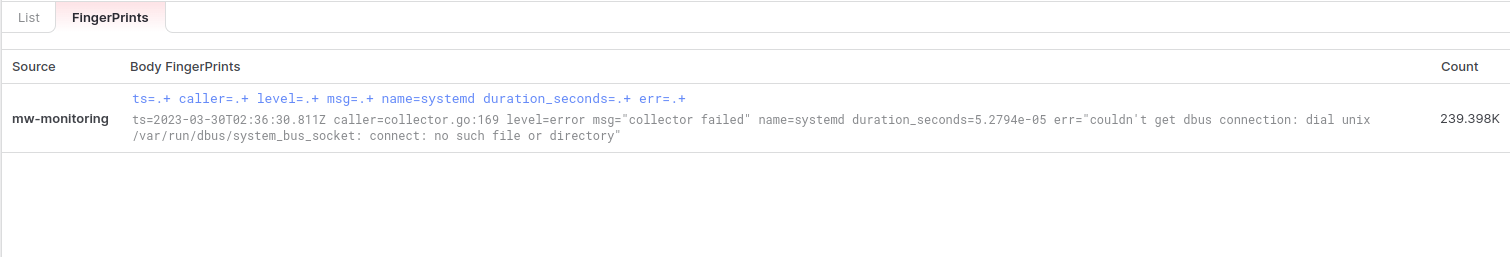 List FingerPrints
Source Body FingerPrints Count
ts=.+ caller=.+ level=.+ msg=.+ name=systemd duration_seconds=.+ err=.+
mw-monitoring ts=2023-03-30T02:36:30.811Z caller=collector.go:169 level=error msg="collector failed" name=systemd duration_seconds=5.2794e-05 err="couldn't get dbus connection: dial unix 239.398K
/var/run/dbus/system_bus_socket: connect: no such file or directory"